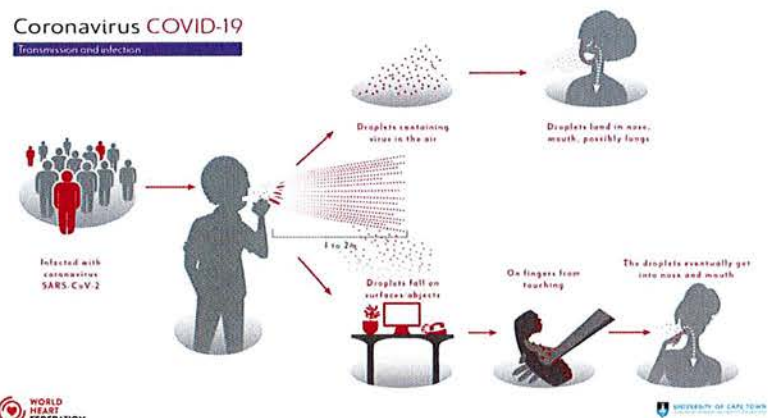 Coronavirus COVID-19
Transmission and infection
Droplets containing
virus in the air
Droplets land in nose,
mouth, possibly lungs
Infected with
coronavirus
SARS-CoV-2
1 to 2m
Droplets fall on
surfaces/objects
On fingers from
touching
The droplets eventually get
into nose and mouth
WORLD
HEART
FEDERATION
UNIVERSITY OF CAPE TOWN